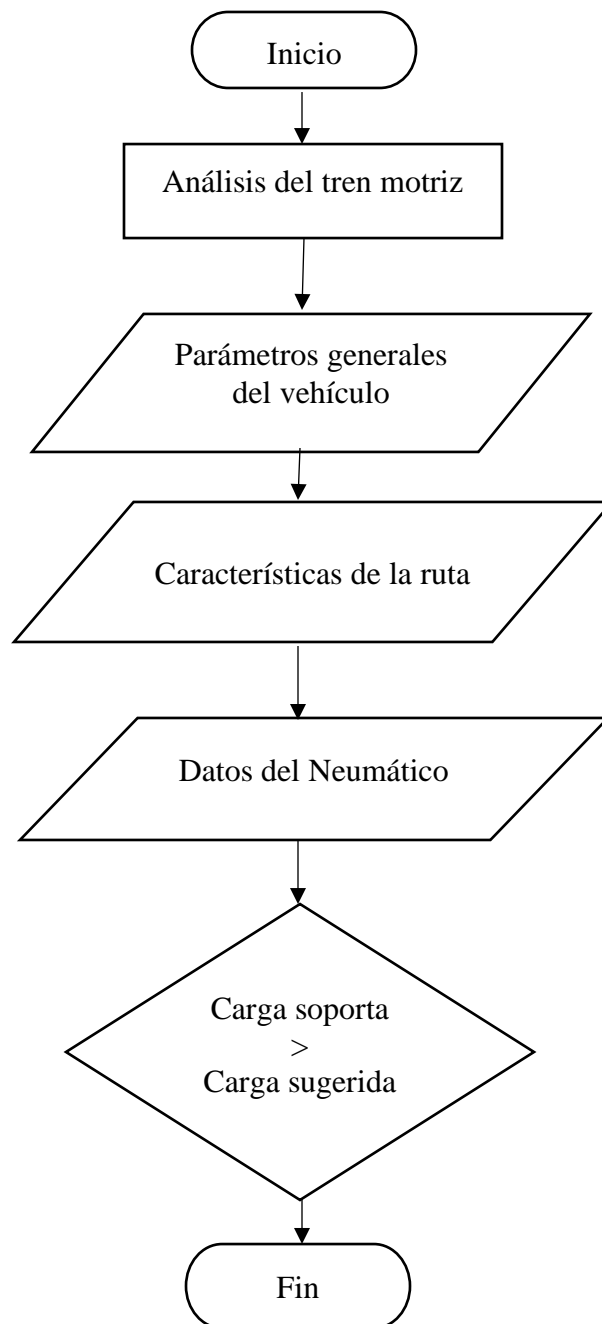 Inicio
Análisis del tren motriz
Parámetros generales
del vehículo
Características de la ruta
Datos del Neumático
Carga soporta
>
Carga sugerida
Fin